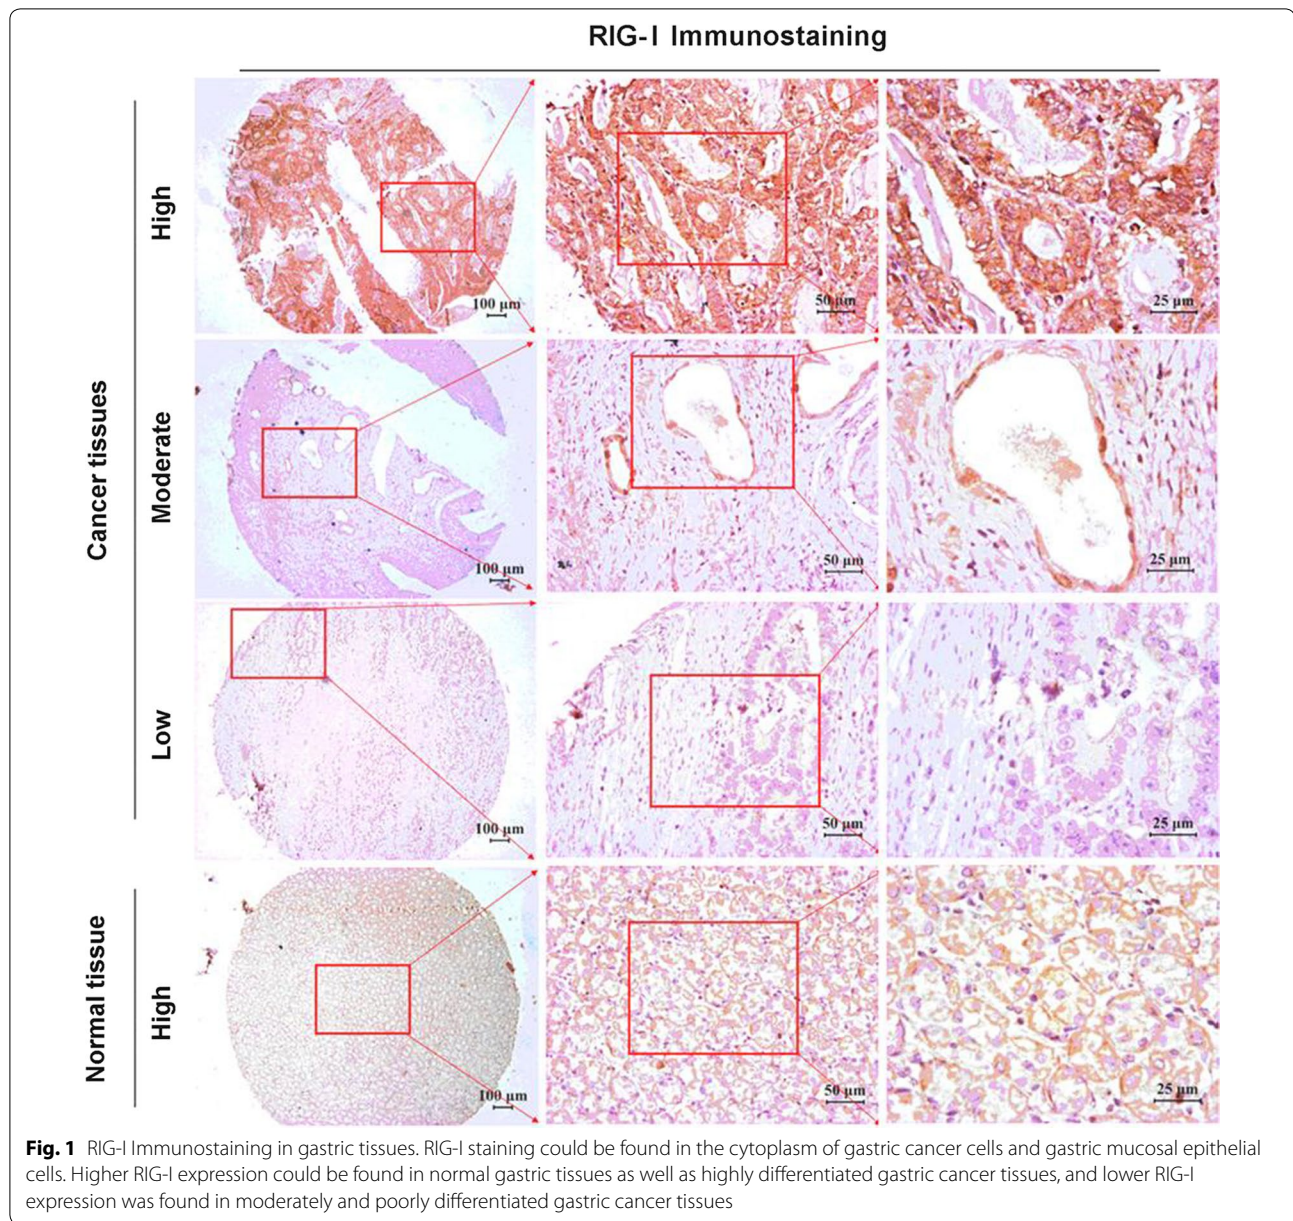 RIG-I Immunostaining
Cancer tissues
High
100 µm
50 µm
25 µm
Moderate
100 µm
50 µm
25 µm
Low
100 µm
50 µm
25 µm
Normal tissue
High
100 µm
50 µm
25 µm
Fig. 1 RIG-I Immunostaining in gastric tissues. RIG-I staining could be found in the cytoplasm of gastric cancer cells and gastric mucosal epithelial
cells. Higher RIG-I expression could be found in normal gastric tissues as well as highly differentiated gastric cancer tissues, and lower RIG-I
expression was found in moderately and poorly differentiated gastric cancer tissues